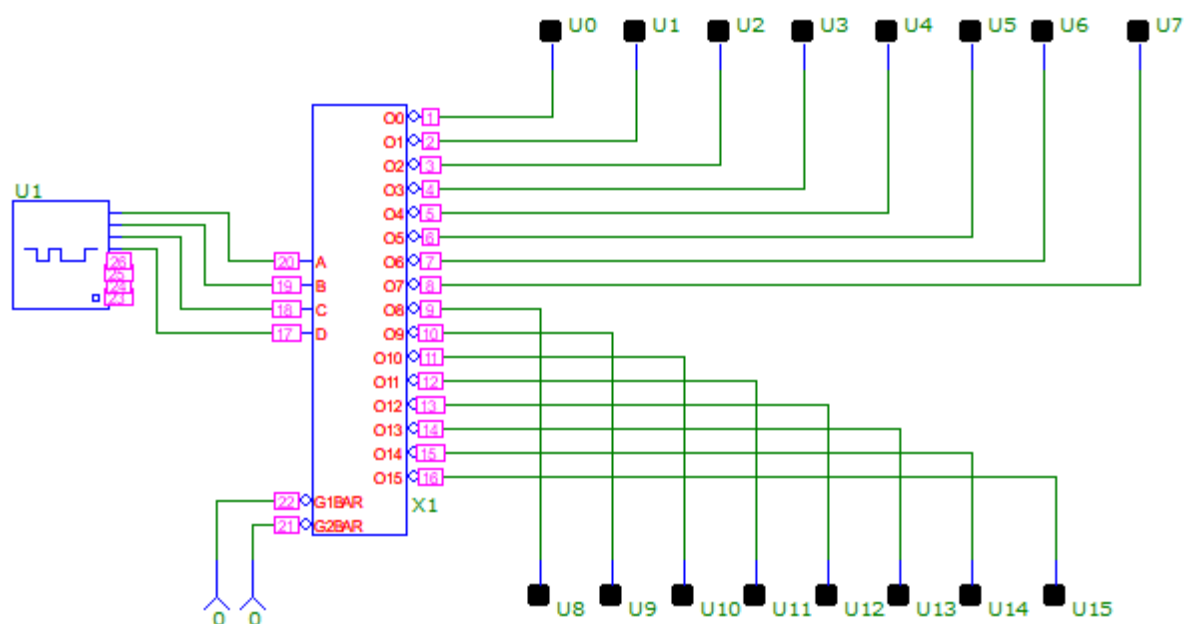 U0 U1 U2 U3 U4 U5 U6 U7
U1
26
25
24
23
20 A
19 B
18 C
17 D
22 G1BAR
21 G2BAR
O0 1
O1 2
O2 3
O3 4
O4 5
O5 6
O6 7
O7 8
O8 9
O9 10
O10 11
O11 12
O12 13
O13 14
O14 15
O15 16
X1
0 0
U8 U9 U10 U11 U12 U13 U14 U15